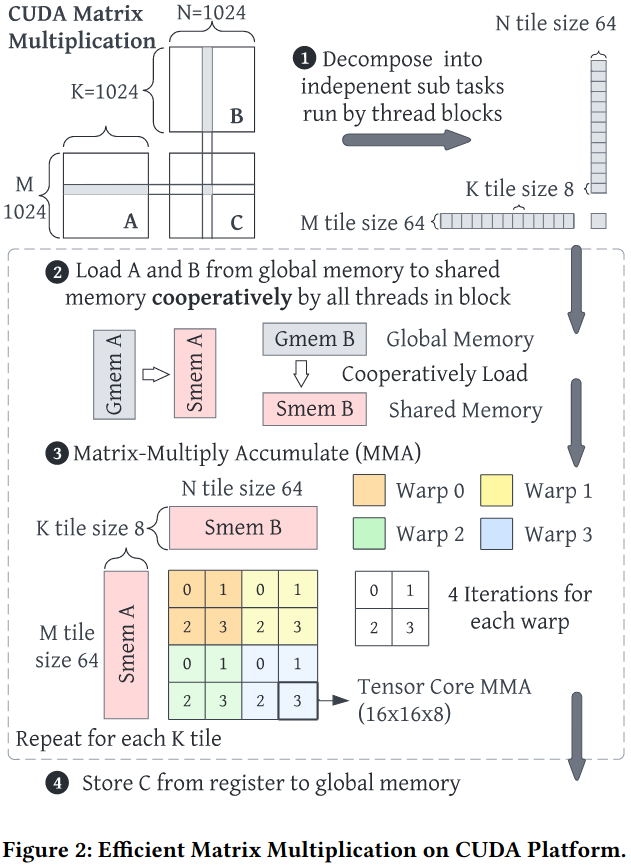 CUDA Matrix
Multiplication
N=1024
K=1024
B
M
1024
A
C
1 Decompose into
indepenent sub tasks
run by thread blocks
N tile size 64
K tile size 8
M tile size 64
2 Load A and B from global memory to shared
memory cooperatively by all threads in block
Gmem A
Smem A
Gmem B
Global Memory
Cooperatively Load
Smem B
Shared Memory
3 Matrix-Multiply Accumulate (MMA)
N tile size 64
K tile size 8
Smem B
Warp 0
Warp 1
Warp 2
Warp 3
Smem A
M tile
size 64
0 1 0 1
2 3 2 3
0 1 0 1
2 3 2 3
0 1
2 3
4 Iterations for
each warp
Tensor Core MMA
(16x16x8)
Repeat for each K tile
4 Store C from register to global memory
Figure 2: Efficient Matrix Multiplication on CUDA Platform.